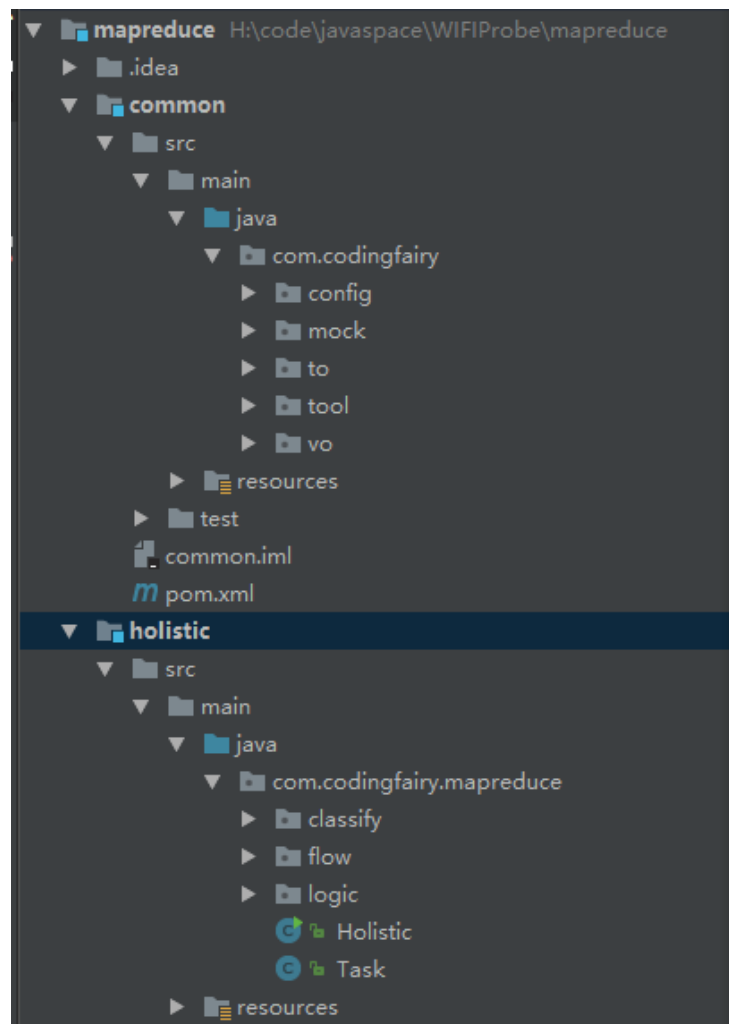 mapreduce H:\code\javaspace\WIFIProbe\mapreduce
.idea
common
src
main
java
com.codingfairy
config
mock
to
tool
vo
resources
test
common.iml
pom.xml
holistic
src
main
java
com.codingfairy.mapreduce
classify
flow
logic
Holistic
Task
resources